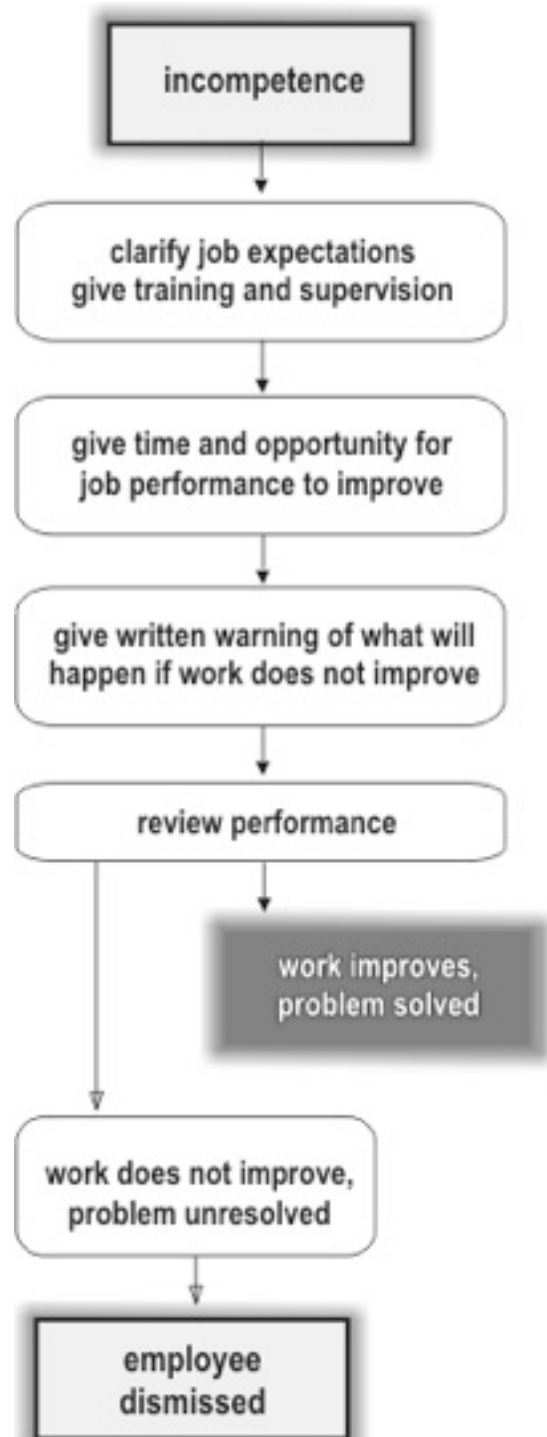 incompetence
clarify job expectations
give training and supervision
give time and opportunity for
job performance to improve
give written warning of what will
happen if work does not improve
review performance
work improves,
problem solved
work does not improve,
problem unresolved
employee
dismissed